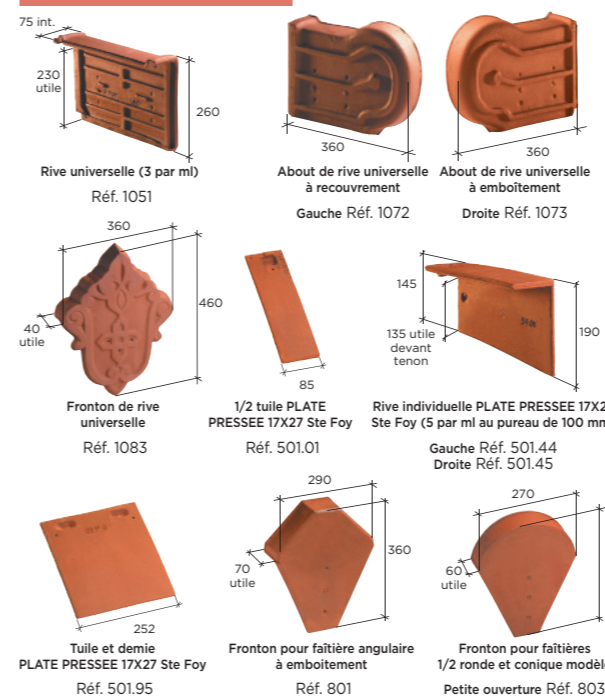 75 int.
230
utile
260
Rive universelle (3 par ml)
Réf. 1051
360
About de rive universelle
à recouvrement
Gauche Réf. 1072
360
About de rive universelle
à emboîtement
Droite Réf. 1073
360
460
40
utile
Fronton de rive
universelle
Réf. 1083
85
1/2 tuile PLATE
PRESSEE 17X27 Ste Foy
Réf. 501.01
145
135 utile
devant
tenon
190
Rive individuelle PLATE PRESSEE 17X2
Ste Foy (5 par ml au pureau de 100 mm
Gauche Réf. 501.44
Droite Réf. 501.45
252
Tuile et demie
PLATE PRESSEE 17X27 Ste Foy
Réf. 501.95
290
360
70
utile
Fronton pour faîtière angulaire
à emboitement
Réf. 801
270
60
utile
Fronton pour faîtières
1/2 ronde et conique modèl
Petite ouverture Réf. 803